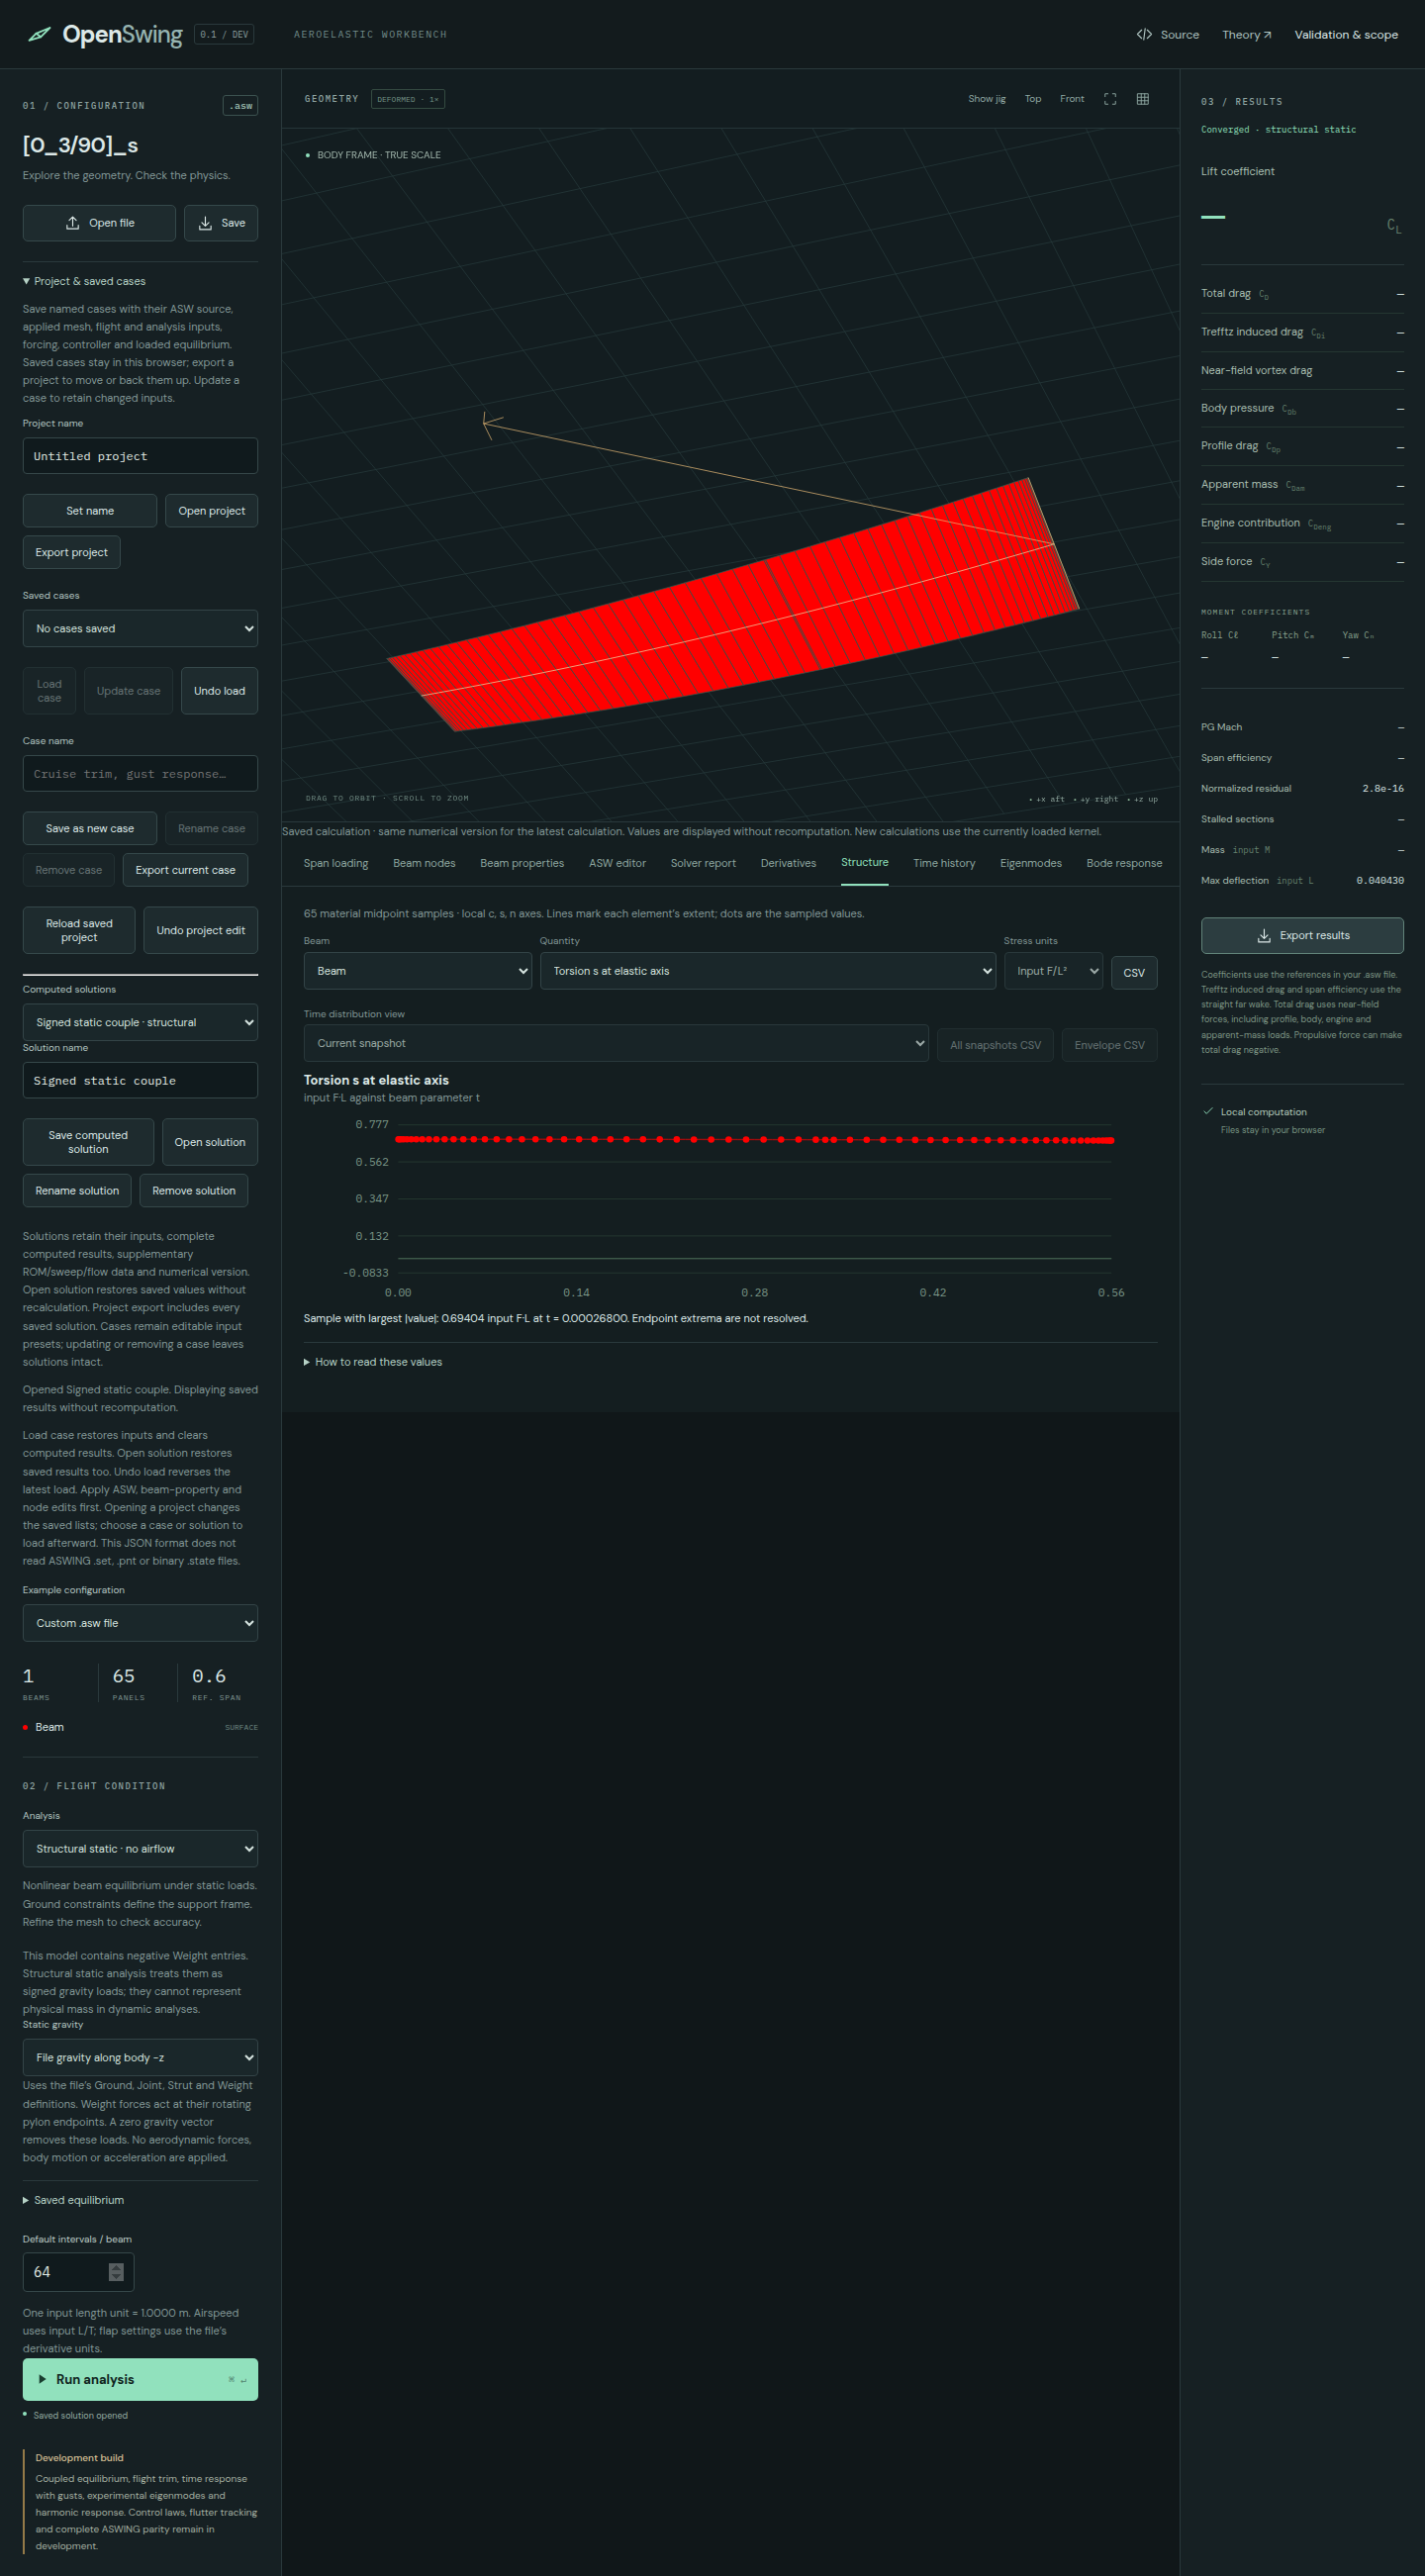 OpenSwing
0.1 / DEV
AEROELASTIC WORKBENCH
Source
Theory ↗
Validation & scope
01 / CONFIGURATION
.asw
[0_3/90]_s
Explore the geometry. Check the physics.
Open file
Save
▼ Project & saved cases
Save named cases with their ASW source,
applied mesh, flight and analysis inputs,
forcing, controller and loaded equilibrium.
Saved cases stay in this browser; export a
project to move or back them up. Update a
case to retain changed inputs.
Project name
Untitled project
Set name
Open project
Export project
Saved cases
No cases saved
Load
case
Update case
Undo load
Case name
Cruise trim, gust response…
Save as new case
Rename case
Remove case
Export current case
Reload saved
project
Undo project edit
Computed solutions
Signed static couple · structural
Solution name
Signed static couple
Save computed
solution
Open solution
Rename solution
Remove solution
Solutions retain their inputs, complete
computed results, supplementary
ROM/sweep/flow data and numerical version.
Open solution restores saved values without
recalculation. Project export includes every
saved solution. Cases remain editable input
presets; updating or removing a case leaves
solutions intact.
Opened Signed static couple. Displaying saved
results without recomputation.
Load case restores inputs and clears
computed results. Open solution restores
saved results too. Undo load reverses the
latest load. Apply ASW, beam-property and
node edits first. Opening a project changes
the saved lists; choose a case or solution to
load afterward. This JSON format does not
read ASWING .set, .pnt or binary .state files.
Example configuration
Custom .asw file
1
BEAMS
65
PANELS
0.6
REF. SPAN
Beam
SURFACE
02 / FLIGHT CONDITION
Analysis
Structural static · no airflow
Nonlinear beam equilibrium under static loads.
Ground constraints define the support frame.
Refine the mesh to check accuracy.
This model contains negative Weight entries.
Structural static analysis treats them as
signed gravity loads; they cannot represent
physical mass in dynamic analyses.
Static gravity
File gravity along body −z
Uses the file's Ground, Joint, Strut and Weight
definitions. Weight forces act at their rotating
pylon endpoints. A zero gravity vector
removes these loads. No aerodynamic forces,
body motion or acceleration are applied.
▶ Saved equilibrium
Default intervals / beam
64
One input length unit = 1.0000 m. Airspeed
uses input L/T; flap settings use the file's
derivative units.
Run analysis
⌘ ↵
Saved solution opened
Development build
Coupled equilibrium, flight trim, time response
with gusts, experimental eigenmodes and
harmonic response. Control laws, flutter tracking
and complete ASWING parity remain in
development.
GEOMETRY
DEFORMED · 1×
Show jig
Top
Front
BODY FRAME · TRUE SCALE
DRAG TO ORBIT · SCROLL TO ZOOM
• +x aft • +y right • +z up
Saved calculation · same numerical version for the latest calculation. Values are displayed without recomputation. New calculations use the currently loaded kernel.
Span loading
Beam nodes
Beam properties
ASW editor
Solver report
Derivatives
Structure
Time history
Eigenmodes
Bode response
65 material midpoint samples · local c, s, n axes. Lines mark each element's extent; dots are the sampled values.
Beam
Quantity
Stress units
Beam
Torsion s at elastic axis
Input F/L²
CSV
Time distribution view
Current snapshot
All snapshots CSV
Envelope CSV
Torsion s at elastic axis
input F·L against beam parameter t
0.777
0.562
0.347
0.132
-0.0833
0.00
0.14
0.28
0.42
0.56
Sample with largest |value|: 0.69404 input F·L at t = 0.00026800. Endpoint extrema are not resolved.
▶ How to read these values
03 / RESULTS
Converged · structural static
Lift coefficient
—
CL
Total drag CD —
Trefftz induced drag CDi —
Near-field vortex drag —
Body pressure CDb —
Profile drag CDp —
Apparent mass CDam —
Engine contribution CDeng —
Side force CY —
MOMENT COEFFICIENTS
Roll Cℓ
Pitch Cₘ
Yaw Cₙ
—
—
—
PG Mach —
Span efficiency —
Normalized residual 2.8e-16
Stalled sections —
Mass input M —
Max deflection input L 0.040430
Export results
Coefficients use the references in your .asw file.
Trefftz induced drag and span efficiency use the
straight far wake. Total drag uses near-field
forces, including profile, body, engine and
apparent-mass loads. Propulsive force can make
total drag negative.
Local computation
Files stay in your browser